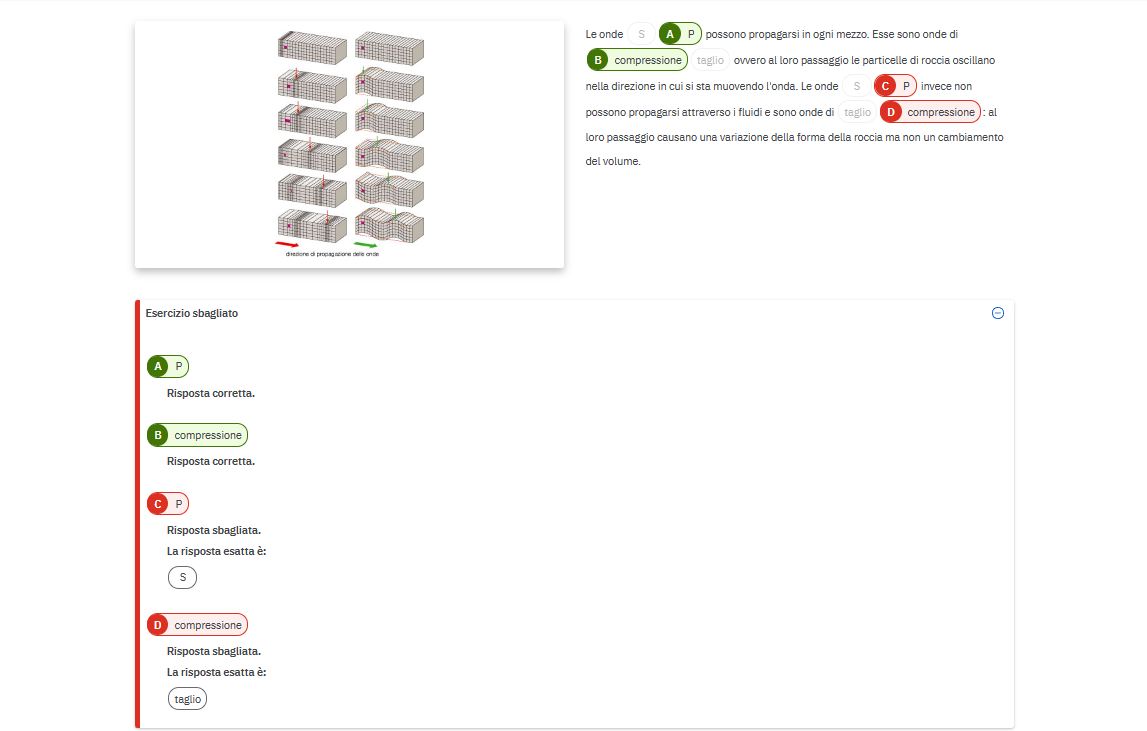 direzione di propagazione delle onde
Le onde S A P possono propagarsi in ogni mezzo. Esse sono onde di
B compressione taglio ovvero al loro passaggio le particelle di roccia oscillano
nella direzione in cui si sta muovendo l'onda. Le onde S C P invece non
possono propagarsi attraverso i fluidi e sono onde di taglio D compressione : al
loro passaggio causano una variazione della forma della roccia ma non un cambiamento
del volume.
Esercizio sbagliato
A P
Risposta corretta.
B compressione
Risposta corretta.
C P
Risposta sbagliata.
La risposta esatta è:
S
D compressione
Risposta sbagliata.
La risposta esatta è:
taglio